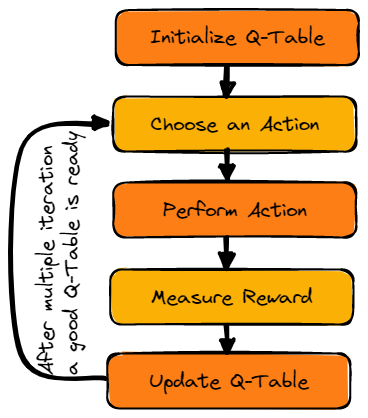 Initialize Q-Table
Choose an Action
Perform Action
Measure Reward
Update Q-Table
After multiple iteration
a good Q-Table is ready